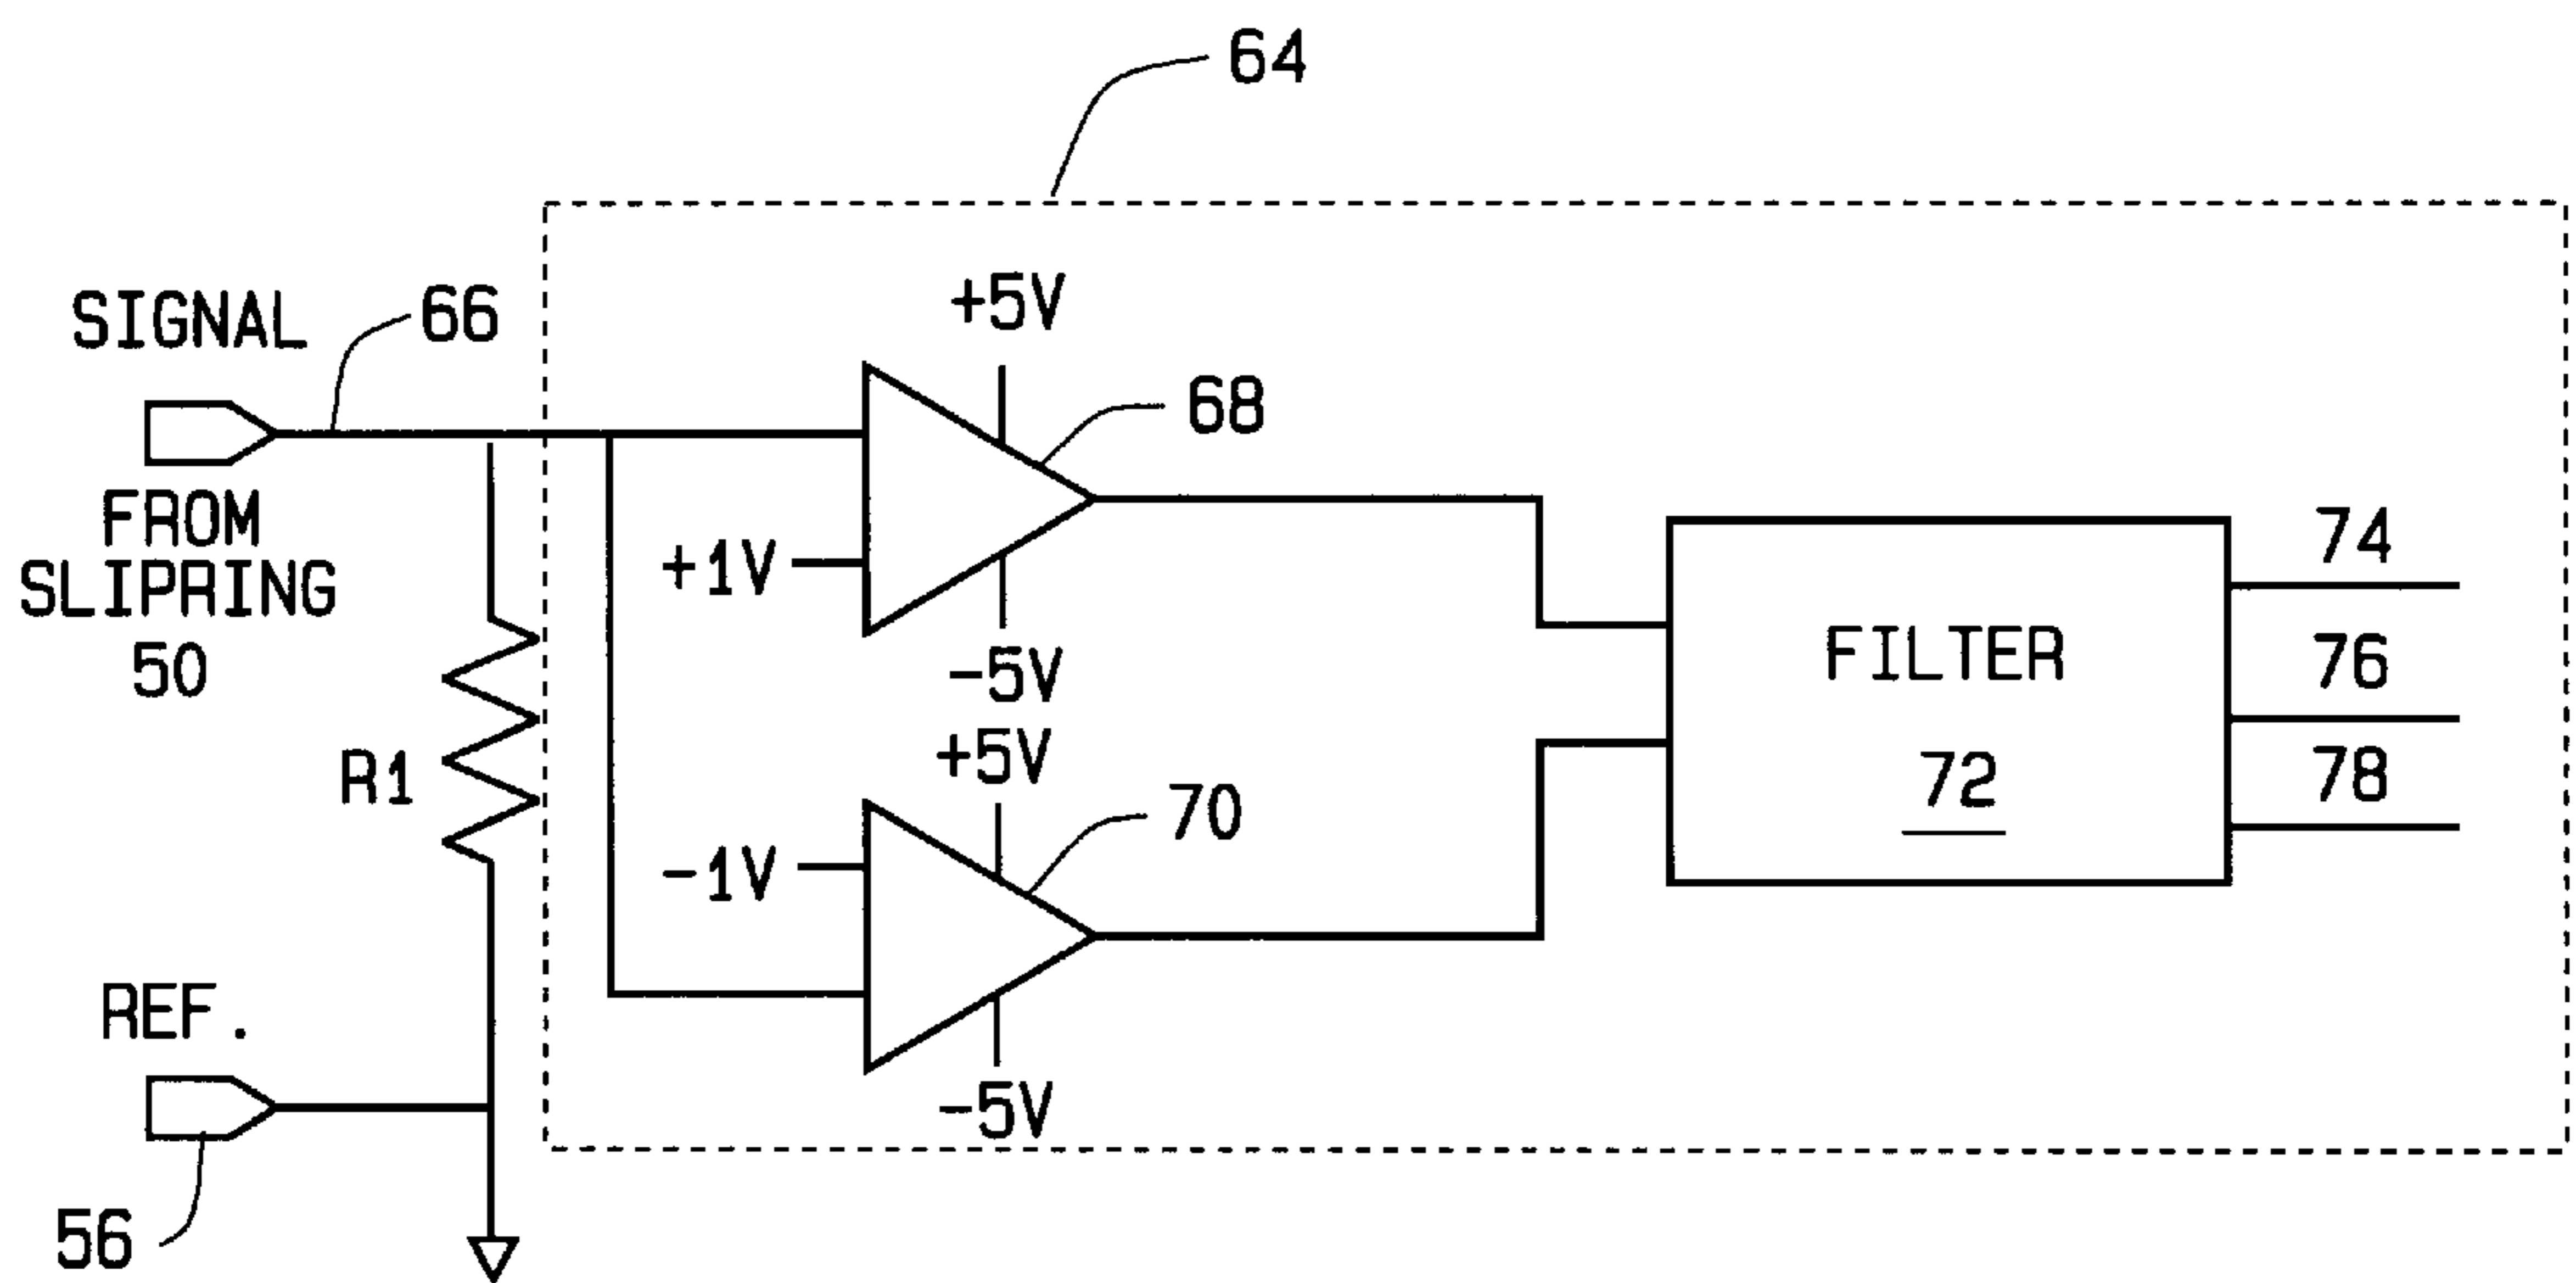 64
SIGNAL
66
+5V
68
FROM
SLIPRING
50
+1V
-5V
74
FILTER
72
76
78
R1
+5V
70
-1V
REF.
-5V
56